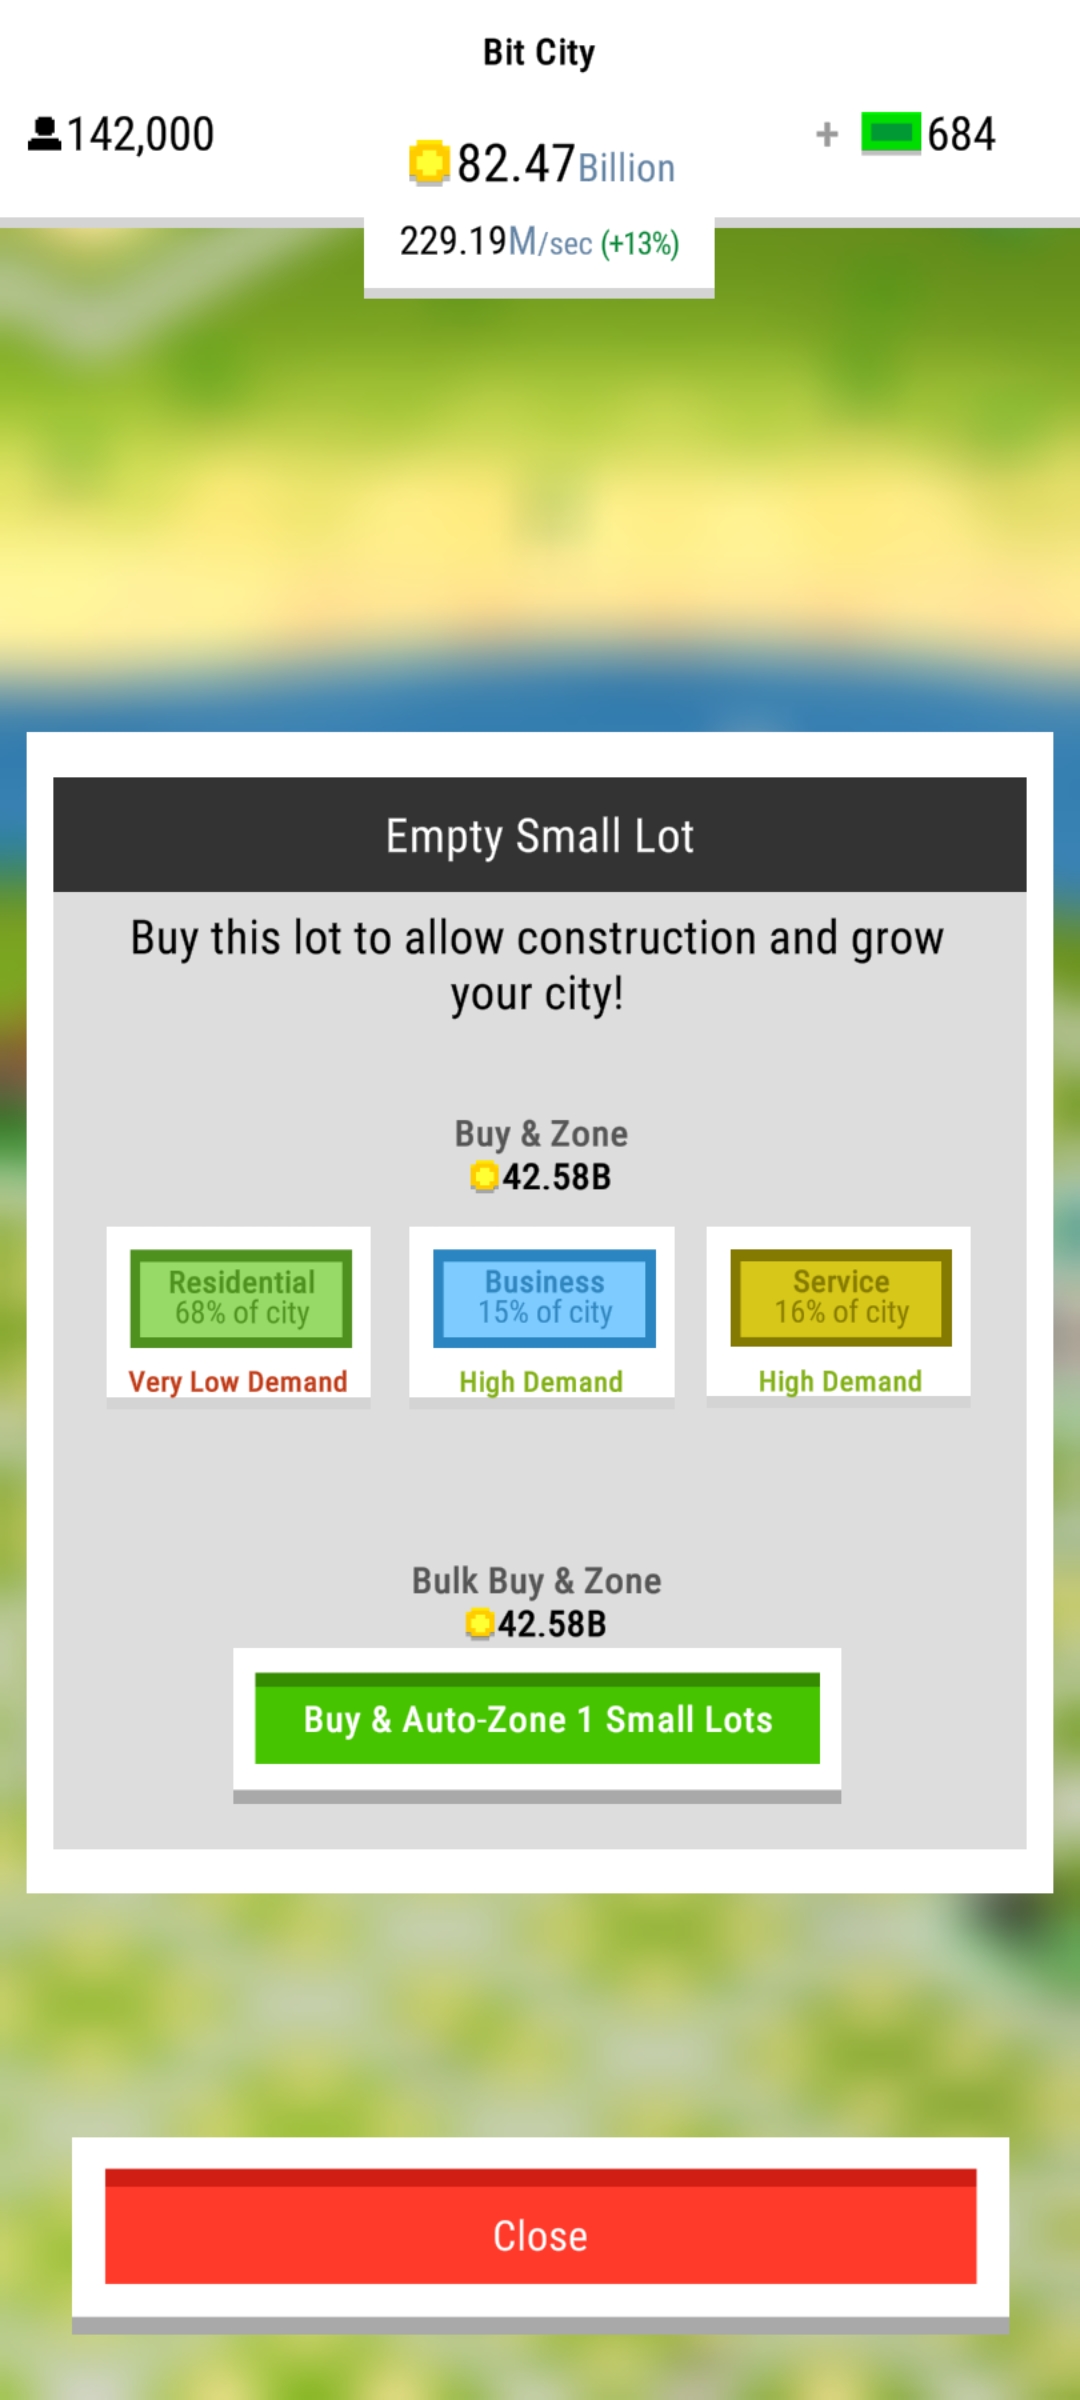 Bit City
142,000
82.47Billion
+ 684
229.19M/sec (+13%)
Empty Small Lot
Buy this lot to allow construction and grow
your city!
Buy & Zone
42.58B
Residential
68% of city
Very Low Demand
Business
15% of city
High Demand
Service
16% of city
High Demand
Bulk Buy & Zone
42.58B
Buy & Auto-Zone 1 Small Lots
Close